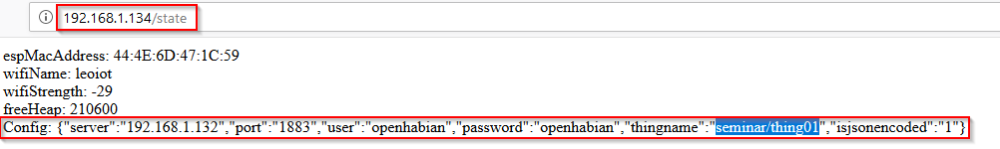 192.168.1.134/state
espMacAddress: 44:4E:6D:47:1C:59
wifiName: leoiot
wifiStrength: -29
freeHeap: 210600
Config: {"server":"192.168.1.132","port":"1883","user":"openhabian","password":"openhabian","thingname":"seminar/thing01","isjsonencoded":"1"}